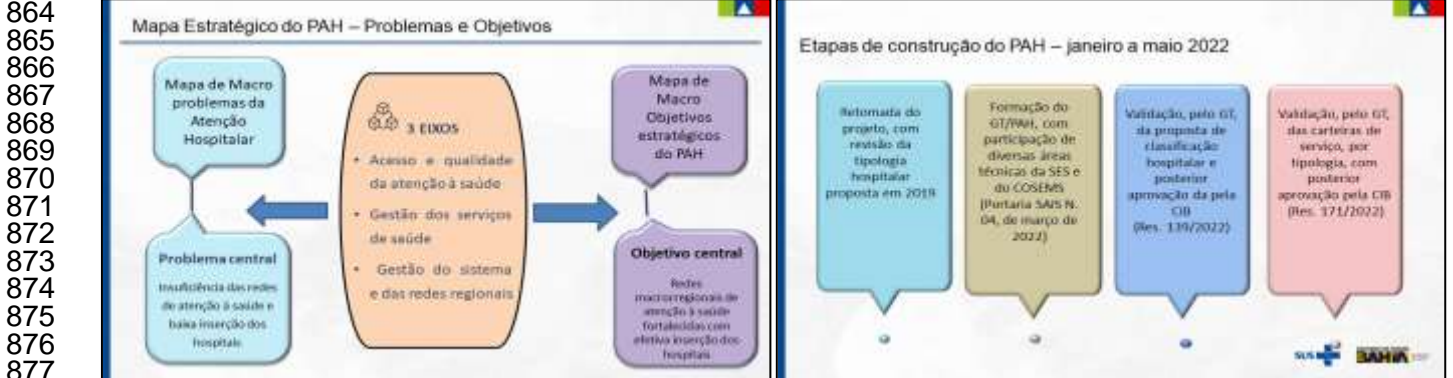 864
865
866
867
868
869
870
871
872
873
874
875
876
877
Mapa Estratégico do PAH – Problemas e Objetivos
Mapa de Macro
problemas da
Atenção
Hospitalar
Problema central
Insuficiência das redes
de atenção à saúde e
baixa inserção dos
hospitais
3 EIXOS
• Acesso e qualidade
da atenção à saúde
• Gestão dos serviços
de saúde
• Gestão do sistema
e das redes regionais
Mapa de
Macro
Objetivos
estratégicos
do PAH
Objetivo central
Redes
macrorregionais de
atenção à saúde
fortalecidas com
efetiva inserção dos
hospitais
Etapas de construção do PAH – janeiro a maio 2022
Retomada do
projeto, com
revisão da
tipologia
hospitalar
proposta em 2019
Formação do
GT/PAH, com
participação de
diversas áreas
técnicas da SES e
do COSEMS
(Portaria SAIS N.
04, de março de
2022)
Validação, pelo GT,
da proposta de
classificação
hospitalar e
posterior
aprovação da pela
CIB
(Res. 139/2022)
Validação, pelo GT,
das carteiras de
serviço, por
tipologia, com
posterior
aprovação pela CIB
(Res. 171/2022)
SUS
BAHIA